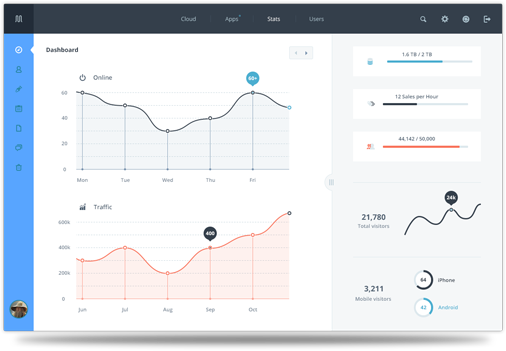 Cloud
Apps
Stats
Users
Dashboard
Online
60+
60
40
20
0
Mon
Tue
Wed
Thu
Fri
Traffic
600k
400k
200k
0
400
Jun
Jul
Aug
Sep
Oct
1.6 TB / 2 TB
12 Sales per Hour
44,142 / 50,000
21,780
Total visitors
24k
3,211
Mobile visitors
64
iPhone
42
Android